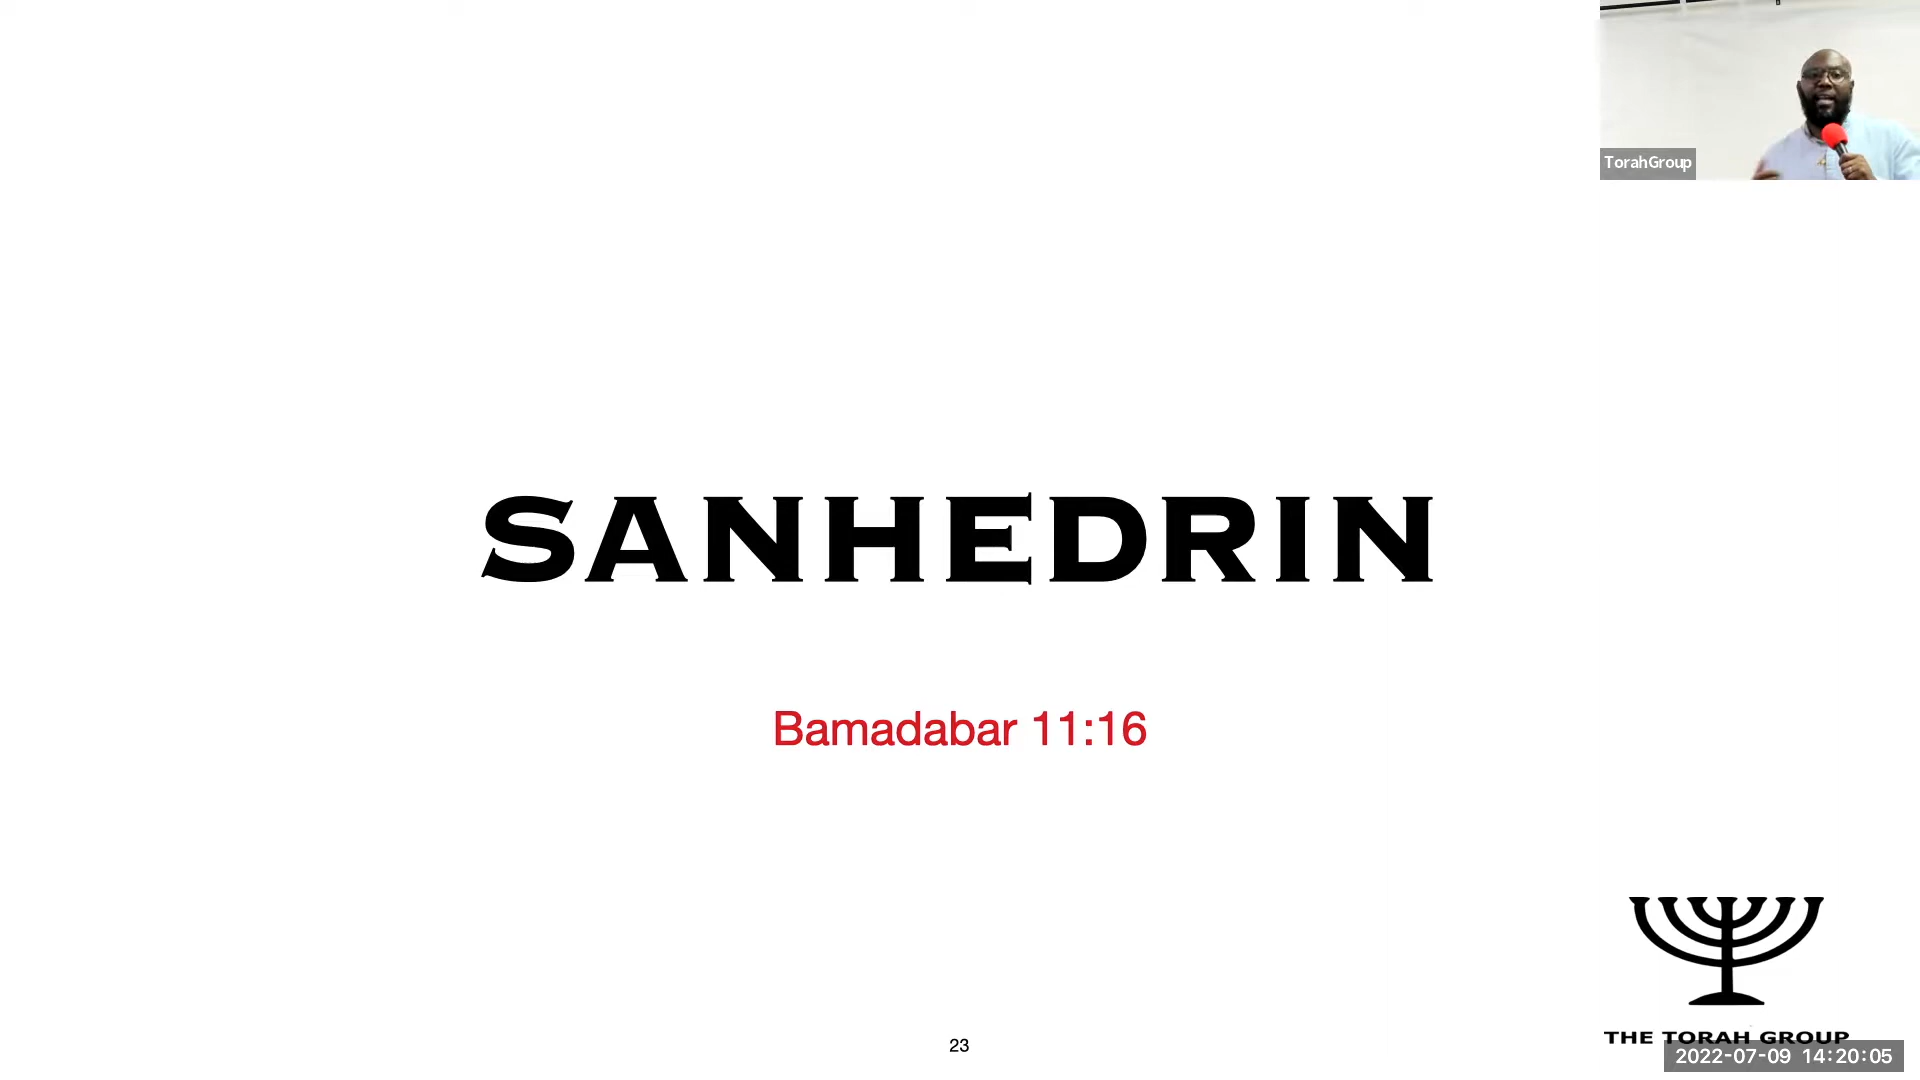 TorahGroup
SANHEDRIN
Bamadabar 11:16
23
THE TORAH GROUP
2022-07-09 14:20:05